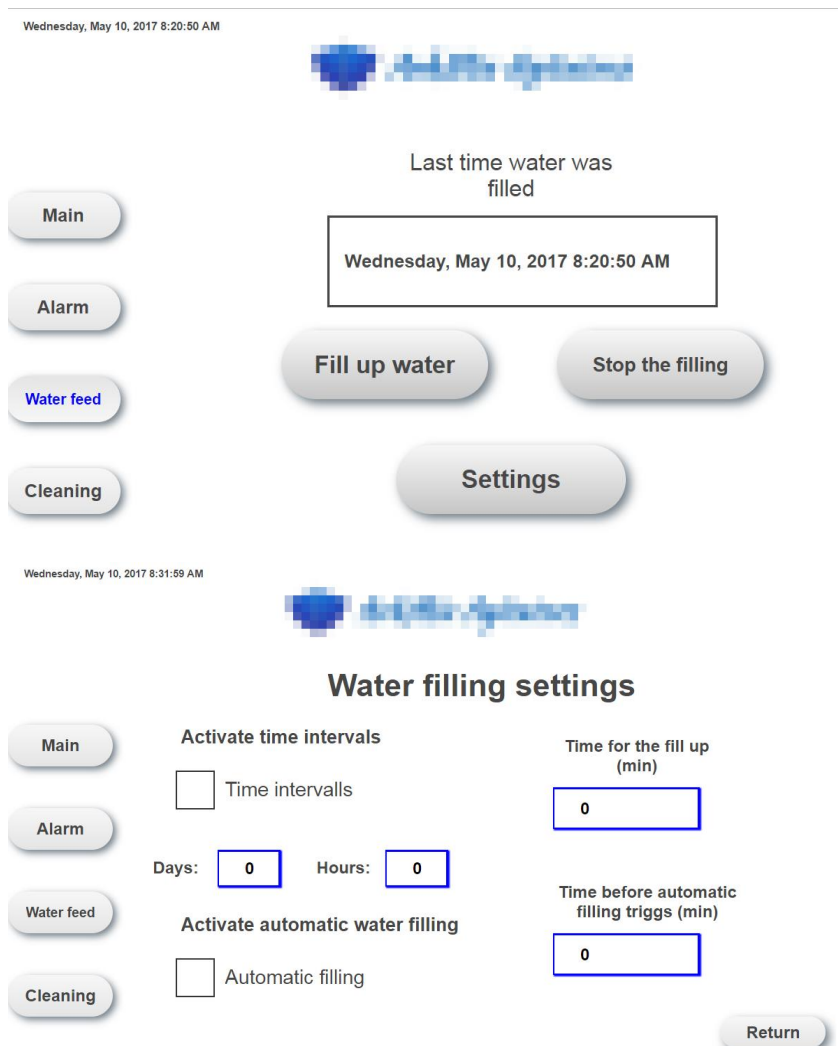 Wednesday, May 10, 2017 8:20:50 AM
Last time water was
filled
Main
Wednesday, May 10, 2017 8:20:50 AM
Alarm
Fill up water
Stop the filling
Water feed
Settings
Cleaning
Wednesday, May 10, 2017 8:31:59 AM
Water filling settings
Main
Activate time intervals
Time for the fill up
(min)
Time intervalls
0
Alarm
Days: 0 Hours: 0
Time before automatic
filling triggs (min)
Water feed
Activate automatic water filling
0
Automatic filling
Cleaning
Return